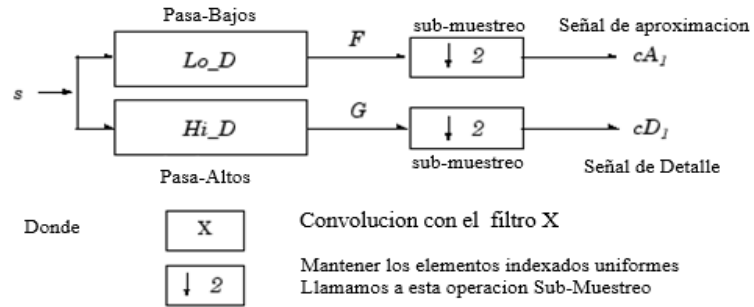 Pasa-Bajos
F
sub-muestreo
Señal de aproximacion
Lo_D
↓ 2
cA₁
s
Hi_D
G
↓ 2
cD₁
sub-muestreo
Señal de Detalle
Pasa-Altos
Donde
X
Convolucion con el filtro X
↓ 2
Mantener los elementos indexados uniformes
Llamamos a esta operacion Sub-Muestreo